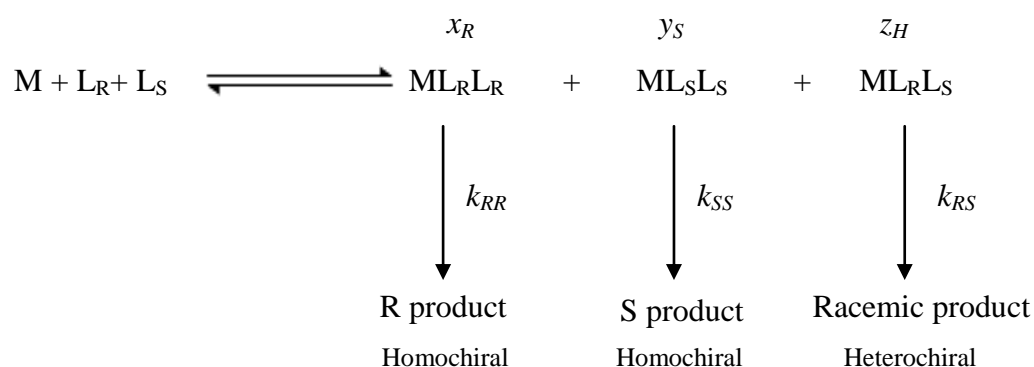 x_R y_S z_H
M + L_R+ L_S ML_RL_R + ML_SL_S + ML_RL_S
k_RR k_SS k_RS
R product S product Racemic product
Homochiral Homochiral Heterochiral